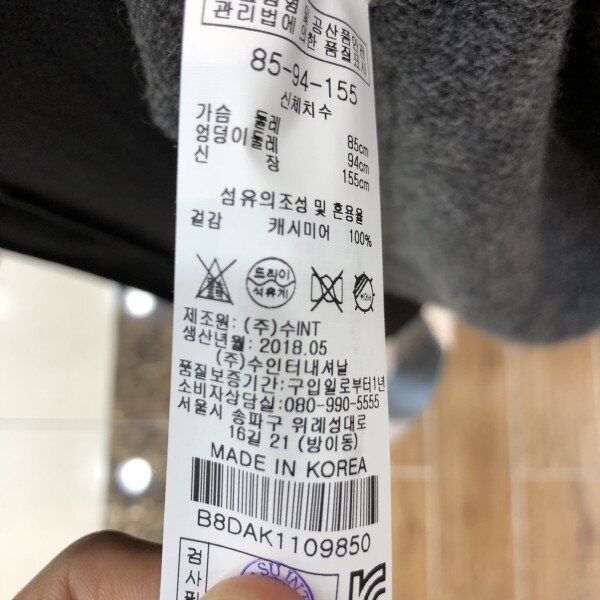 관리법에 의한 품질표시
85-94-155
신체치수
가슴 둘레 85cm
엉덩이둘레 94cm
신 장 155cm
섬유의조성 및 혼용율
겉감 캐시미어 100%
드라이
석유계
제조원: (주)수INT
생산년월: 2018.05
(주)수인터내셔날
품질보증기간: 구입일로부터1년
소비자상담실: 080-990-5555
서울시 송파구 위례성대로
16길 21 (방이동)
MADE IN KOREA
B8DAK1109850
검사필
SU INT